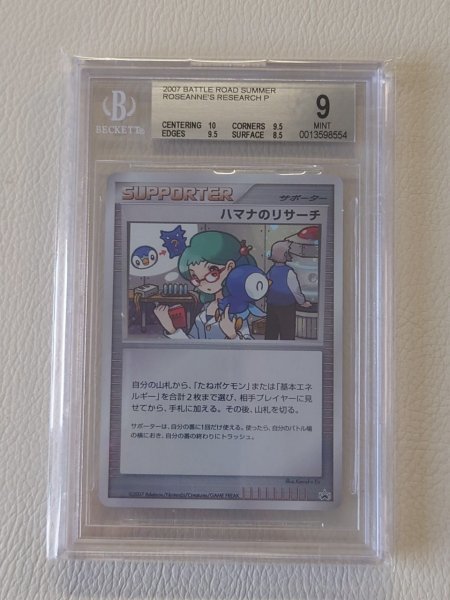 2007 BATTLE ROAD SUMMER
ROSEANNE'S RESEARCH P
BECKETT
CENTERING 10 CORNERS 9.5
EDGES 9.5 SURFACE 8.5
9
MINT
0013598554
SUPPORTER サポーター
ハマナのリサーチ
自分の山札から、「たねポケモン」または「基本エネ
ルギー」を合計2枚まで選び、相手プレイヤーに見
せてから、手札に加える。その後、山札を切る。
サポーターは、自分の番に1回だけ使える。使ったら、自分のバトル場
の横におき、自分の番の終わりにトラッシュ。
©2007 Pokémon/Nintendo/Creatures/GAME FREAK